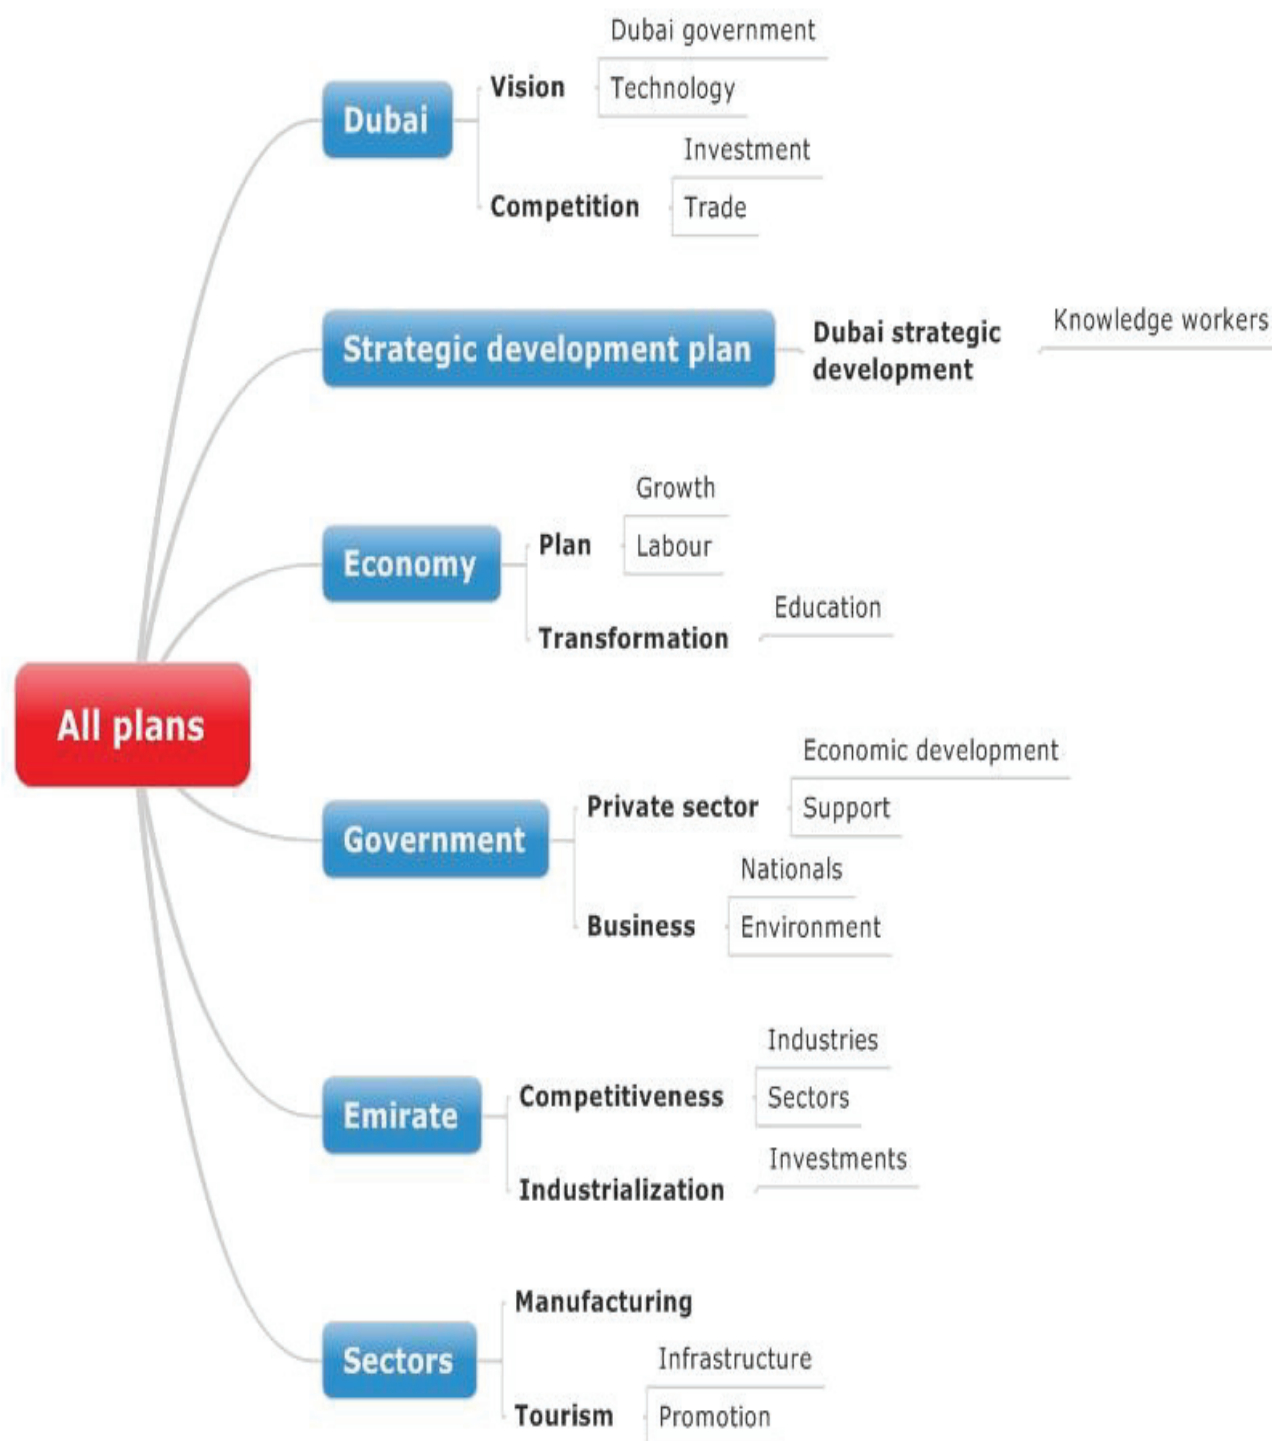 All plans
Dubai
Vision
Dubai government
Technology
Competition
Investment
Trade
Strategic development plan
Dubai strategic
development
Knowledge workers
Economy
Plan
Growth
Labour
Transformation
Education
Government
Private sector
Economic development
Support
Business
Nationals
Environment
Emirate
Competitiveness
Industries
Sectors
Industrialization
Investments
Sectors
Manufacturing
Tourism
Infrastructure
Promotion